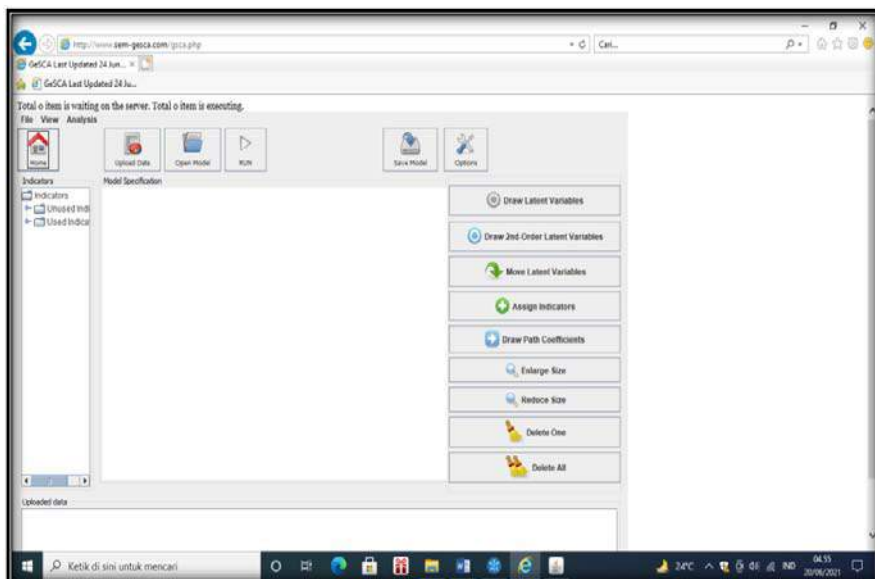 http://www.sem-gesca.com/gsca.php
Cari...
GeSCA Last Updated 24 Jun...
GeSCA Last Updated 24 Ju...
Total 0 item is waiting on the server. Total 0 item is executing.
File View Analysis
Home
Upload Data
Open Model
RUN
Save Model
Options
Indicators
Model Specification
Indicators
Unused Indi
Used Indica
Draw Latent Variables
Draw 2nd-Order Latent Variables
Move Latent Variables
Assign Indicators
Draw Path Coefficients
Enlarge Size
Reduce Size
Delete One
Delete All
Uploaded data
Ketik di sini untuk mencari
24°C
IND
04.55
20/06/2021